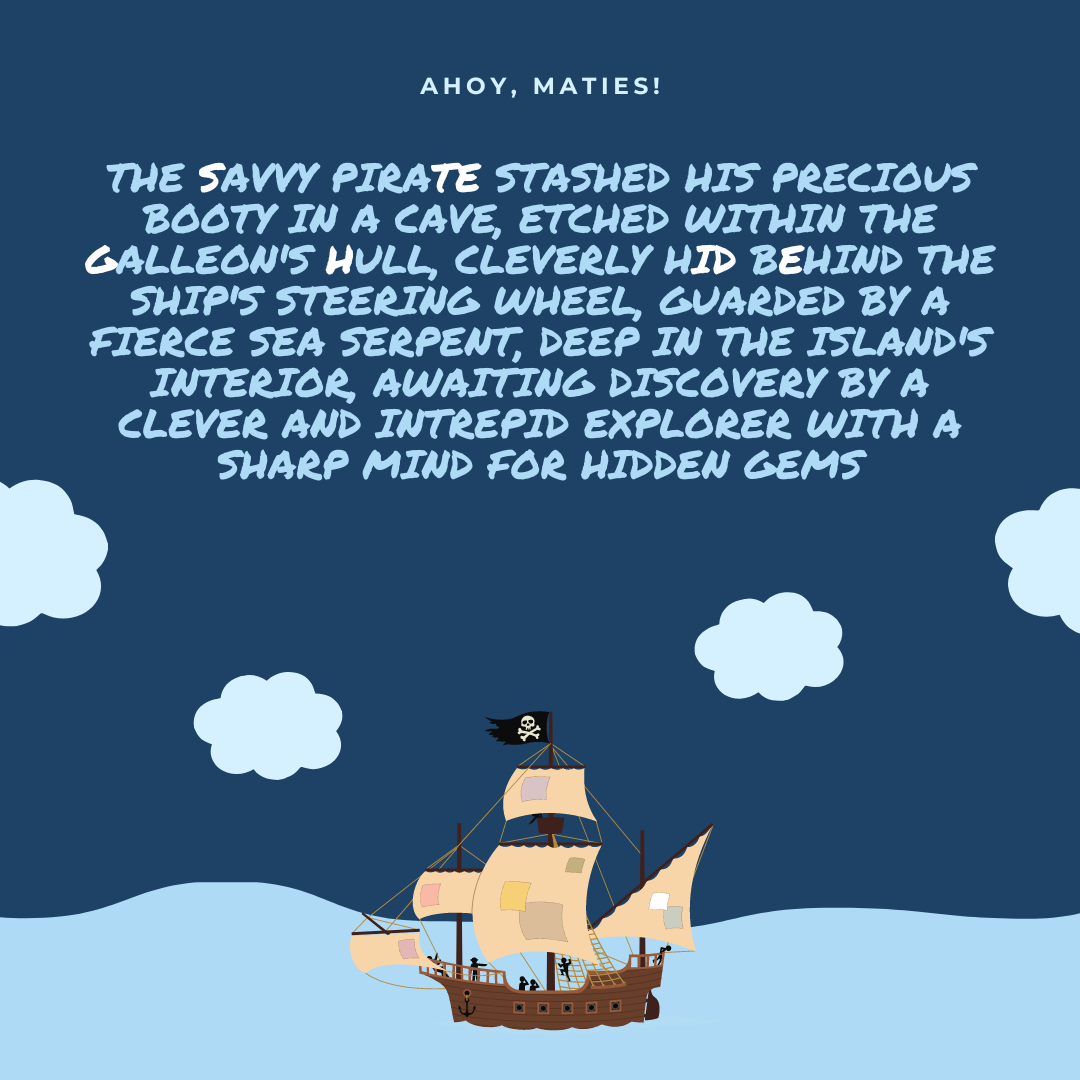 AHOY, MATIES!
THE SAVVY PIRATE STASHED HIS PRECIOUS
BOOTY IN A CAVE, ETCHED WITHIN THE
GALLEON'S HULL, CLEVERLY HID BEHIND THE
SHIP'S STEERING WHEEL, GUARDED BY A
FIERCE SEA SERPENT, DEEP IN THE ISLAND'S
INTERIOR, AWAITING DISCOVERY BY A
CLEVER AND INTREPID EXPLORER WITH A
SHARP MIND FOR HIDDEN GEMS